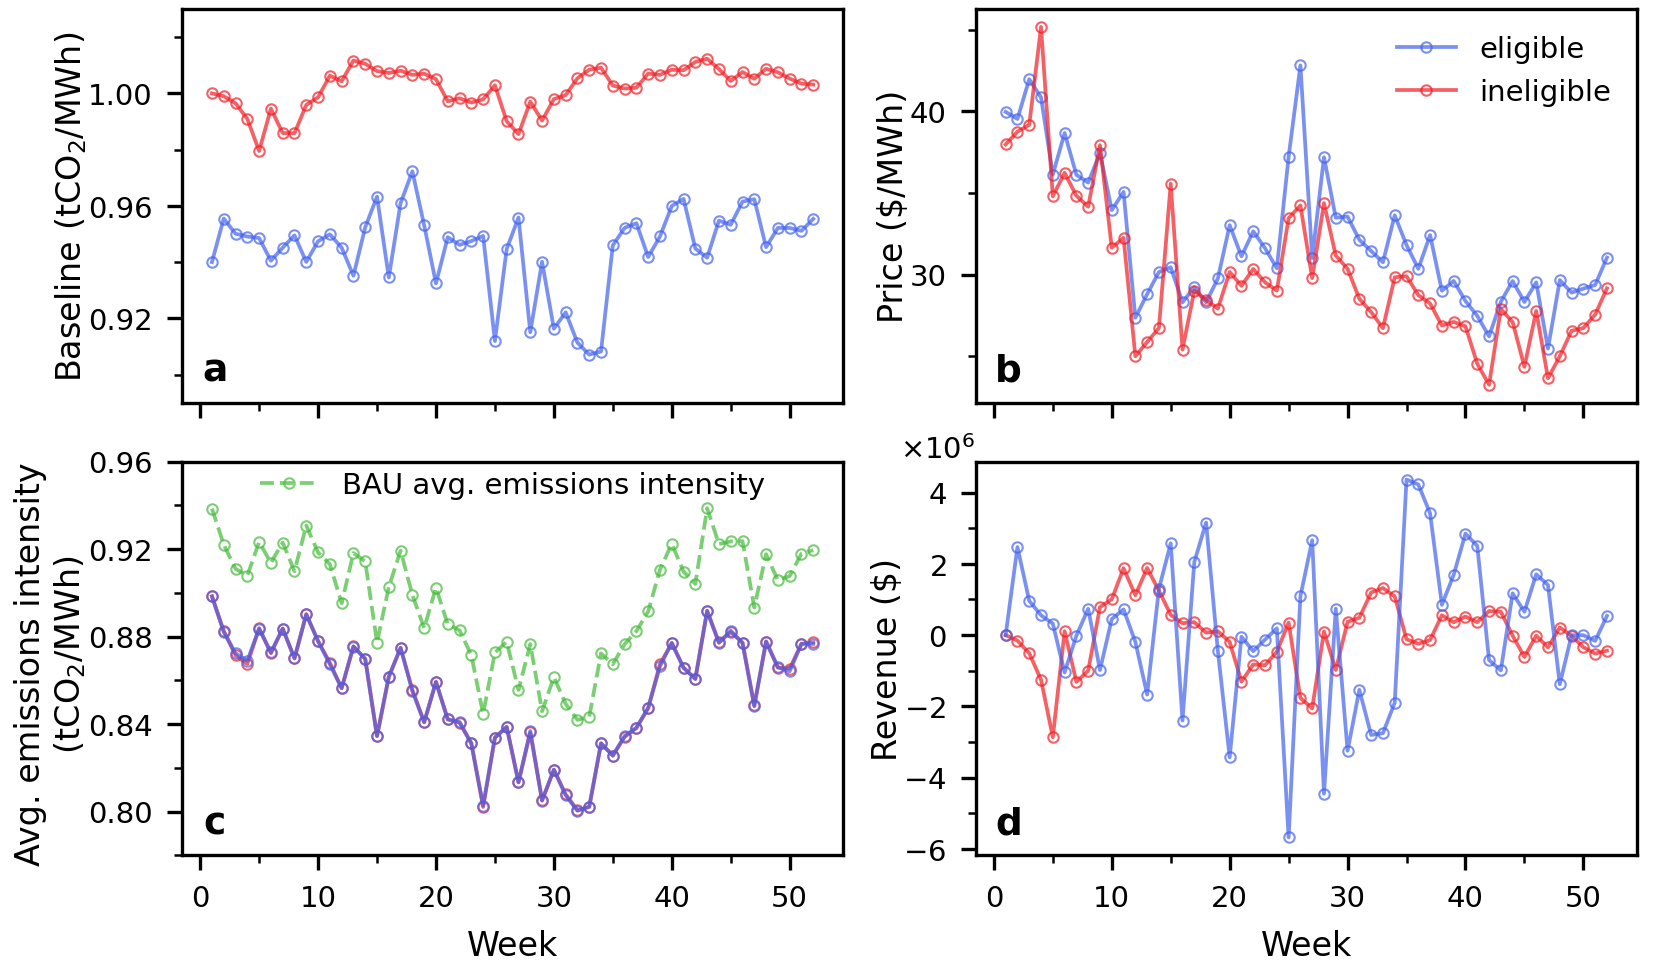 Baseline (tCO₂/MWh)
1.00
0.96
0.92
a
Price ($/MWh)
40
30
eligible
ineligible
b
Avg. emissions intensity
(tCO₂/MWh)
0.96
0.92
0.88
0.84
0.80
BAU avg. emissions intensity
c
0 10 20 30 40 50
Week
Revenue ($)
×10⁶
4
2
0
−2
−4
−6
d
0 10 20 30 40 50
Week